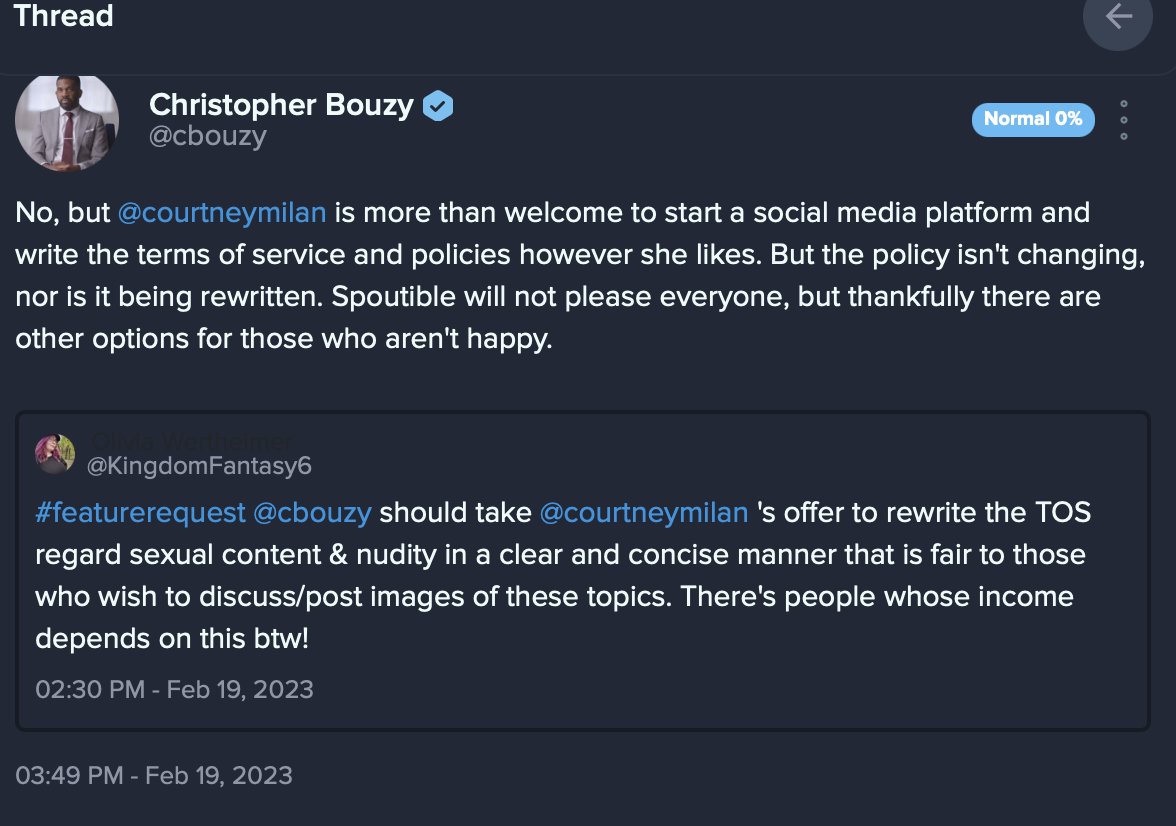 Thread
Christopher Bouzy
@cbouzy
Normal 0%
No, but @courtneymilan is more than welcome to start a social media platform and
write the terms of service and policies however she likes. But the policy isn't changing,
nor is it being rewritten. Spoutible will not please everyone, but thankfully there are
other options for those who aren't happy.
Olivia Wertheimer
@KingdomFantasy6
#featurerequest @cbouzy should take @courtneymilan 's offer to rewrite the TOS
regard sexual content & nudity in a clear and concise manner that is fair to those
who wish to discuss/post images of these topics. There's people whose income
depends on this btw!
02:30 PM - Feb 19, 2023
03:49 PM - Feb 19, 2023